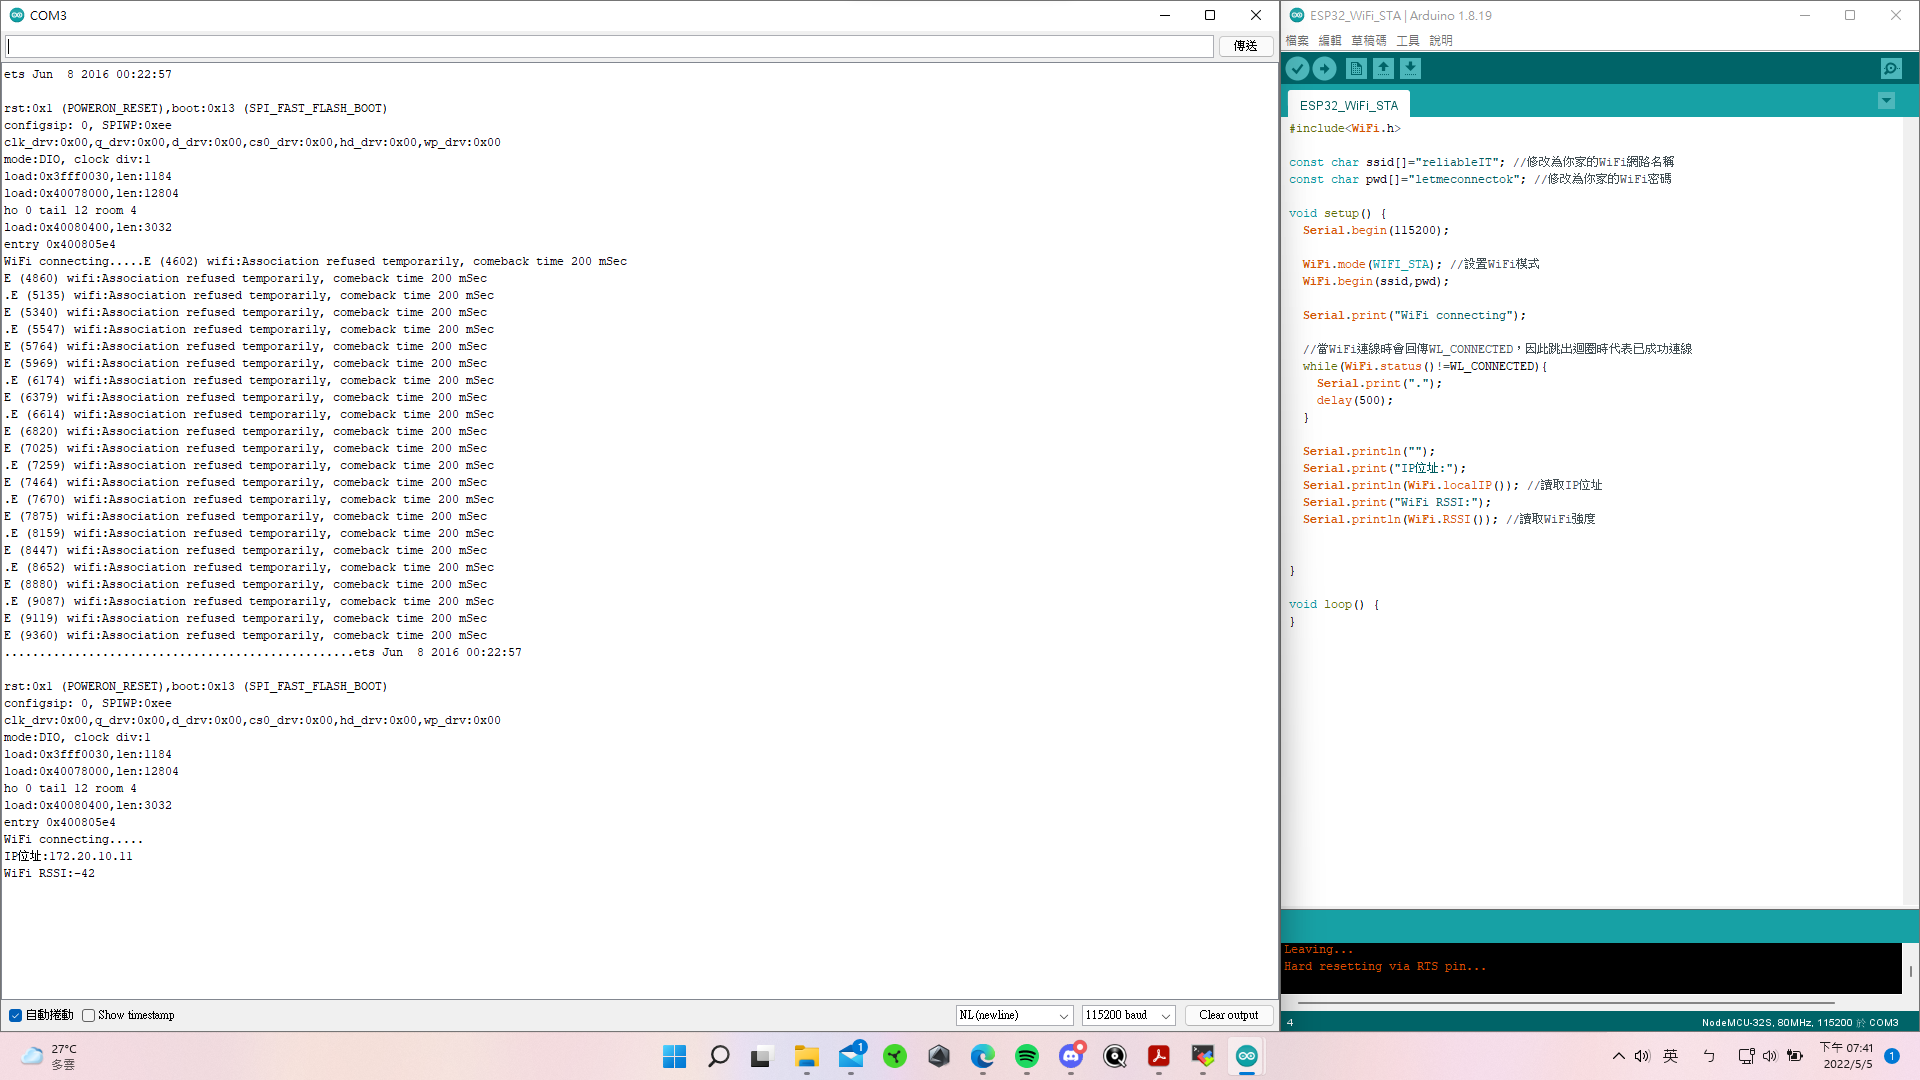 COM3
傳送
ets Jun  8 2016 00:22:57
rst:0x1 (POWERON_RESET),boot:0x13 (SPI_FAST_FLASH_BOOT)
configsip: 0, SPIWP:0xee
clk_drv:0x00,q_drv:0x00,d_drv:0x00,cs0_drv:0x00,hd_drv:0x00,wp_drv:0x00
mode:DIO, clock div:1
load:0x3fff0030,len:1184
load:0x40078000,len:12804
ho 0 tail 12 room 4
load:0x40080400,len:3032
entry 0x400805e4
WiFi connecting.....E (4602) wifi:Association refused temporarily, comeback time 200 mSec
E (4860) wifi:Association refused temporarily, comeback time 200 mSec
.E (5135) wifi:Association refused temporarily, comeback time 200 mSec
E (5340) wifi:Association refused temporarily, comeback time 200 mSec
.E (5547) wifi:Association refused temporarily, comeback time 200 mSec
E (5764) wifi:Association refused temporarily, comeback time 200 mSec
E (5969) wifi:Association refused temporarily, comeback time 200 mSec
.E (6174) wifi:Association refused temporarily, comeback time 200 mSec
E (6379) wifi:Association refused temporarily, comeback time 200 mSec
.E (6614) wifi:Association refused temporarily, comeback time 200 mSec
E (6820) wifi:Association refused temporarily, comeback time 200 mSec
E (7025) wifi:Association refused temporarily, comeback time 200 mSec
.E (7259) wifi:Association refused temporarily, comeback time 200 mSec
E (7464) wifi:Association refused temporarily, comeback time 200 mSec
.E (7670) wifi:Association refused temporarily, comeback time 200 mSec
E (7875) wifi:Association refused temporarily, comeback time 200 mSec
.E (8159) wifi:Association refused temporarily, comeback time 200 mSec
E (8447) wifi:Association refused temporarily, comeback time 200 mSec
.E (8652) wifi:Association refused temporarily, comeback time 200 mSec
E (8880) wifi:Association refused temporarily, comeback time 200 mSec
.E (9087) wifi:Association refused temporarily, comeback time 200 mSec
E (9119) wifi:Association refused temporarily, comeback time 200 mSec
E (9360) wifi:Association refused temporarily, comeback time 200 mSec
..................................................ets Jun  8 2016 00:22:57
rst:0x1 (POWERON_RESET),boot:0x13 (SPI_FAST_FLASH_BOOT)
configsip: 0, SPIWP:0xee
clk_drv:0x00,q_drv:0x00,d_drv:0x00,cs0_drv:0x00,hd_drv:0x00,wp_drv:0x00
mode:DIO, clock div:1
load:0x3fff0030,len:1184
load:0x40078000,len:12804
ho 0 tail 12 room 4
load:0x40080400,len:3032
entry 0x400805e4
WiFi connecting.....
IP位址:172.20.10.11
WiFi RSSI:-42
自動捲動 Show timestamp
NL(newline) 115200 baud Clear output
ESP32_WiFi_STA | Arduino 1.8.19
檔案 編輯 草稿碼 工具 說明
ESP32_WiFi_STA
#include<WiFi.h>
const char ssid[]="reliableIT"; //修改為你家的WiFi網路名稱
const char pwd[]="letmeconnectok"; //修改為你家的WiFi密碼
void setup() {
  Serial.begin(115200);
  WiFi.mode(WIFI_STA); //設置WiFi模式
  WiFi.begin(ssid,pwd);
  Serial.print("WiFi connecting");
  //當WiFi連線時會回傳WL_CONNECTED，因此跳出迴圈時代表已成功連線
  while(WiFi.status()!=WL_CONNECTED){
    Serial.print(".");
    delay(500);
  }
  Serial.println("");
  Serial.print("IP位址:");
  Serial.println(WiFi.localIP()); //讀取IP位址
  Serial.print("WiFi RSSI:");
  Serial.println(WiFi.RSSI()); //讀取WiFi強度
}
void loop() {
}
Leaving...
Hard resetting via RTS pin...
4
NodeMCU-32S, 80MHz, 115200 於 COM3
27°C
多雲
1
英
ㄅ
下午 07:41
2022/5/5
1